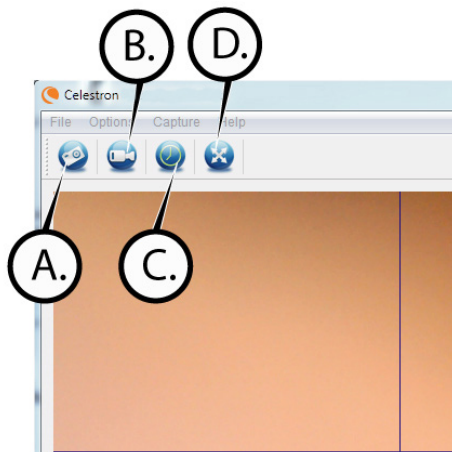 B. D.
Celestron
File Options Capture Help
A. C.